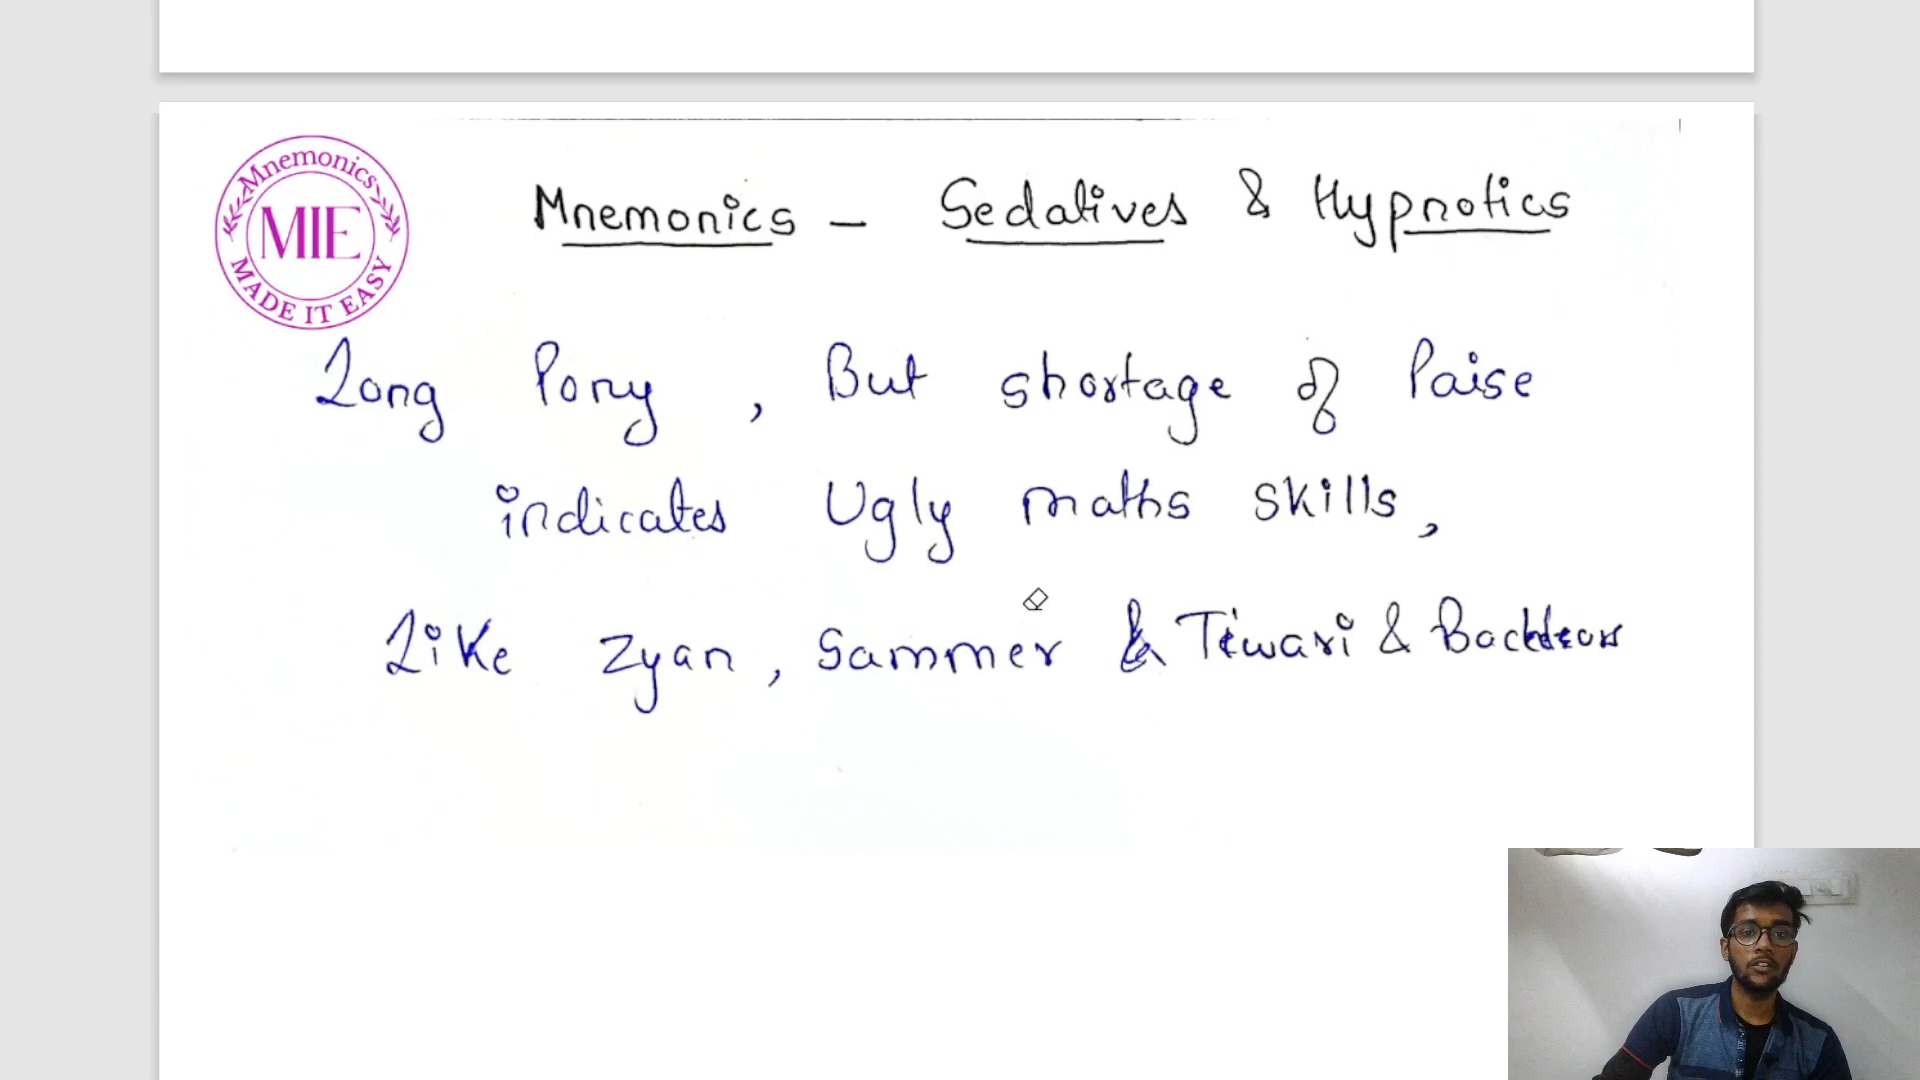 Mnemonics
MIE
MADE IT EASY
Mnemonics - Sedatives & Hypnotics
Long Pony, But shortage of Paise
indicates Ugly maths skills,
Like Zyan, Sammer & Tiwari &